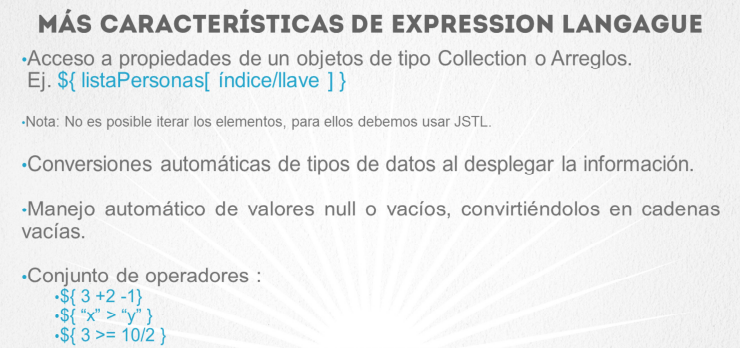 MÁS CARACTERÍSTICAS DE EXPRESSION LANGAGUE
•Acceso a propiedades de un objetos de tipo Collection o Arreglos.
Ej. ${ listaPersonas[ índice/llave ] }
•Nota: No es posible iterar los elementos, para ellos debemos usar JSTL.
•Conversiones automáticas de tipos de datos al desplegar la información.
•Manejo automático de valores null o vacíos, convirtiéndolos en cadenas
vacías.
•Conjunto de operadores :
•${ 3 +2 -1}
•${ “x” > “y” }
•${ 3 >= 10/2 }